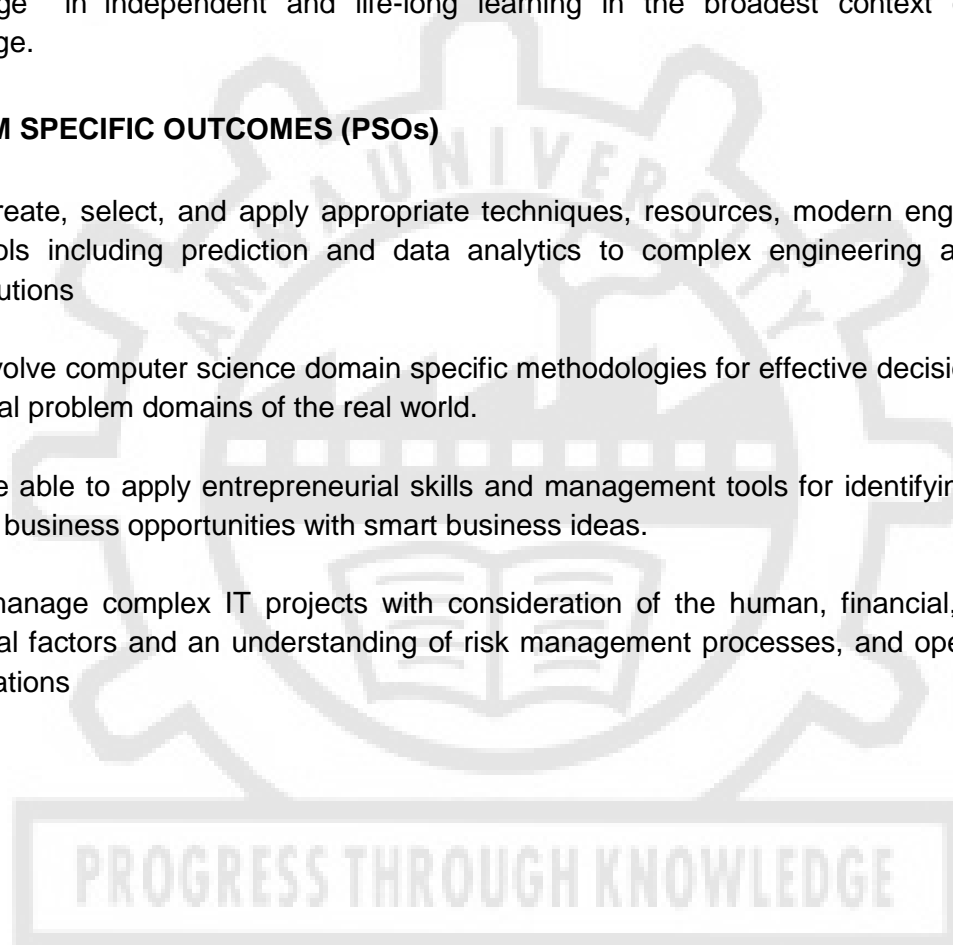 ge in independent and life-long learning in the broadest context
ge.
M SPECIFIC OUTCOMES (PSOs)
reate, select, and apply appropriate techniques, resources, modern eng
ols including prediction and data analytics to complex engineering a
utions
volve computer science domain specific methodologies for effective decisi
al problem domains of the real world.
e able to apply entrepreneurial skills and management tools for identifyin
business opportunities with smart business ideas.
manage complex IT projects with consideration of the human, financial,
al factors and an understanding of risk management processes, and ope
ations
ANNA UNIVERSITY
PROGRESS THROUGH KNOWLEDGE